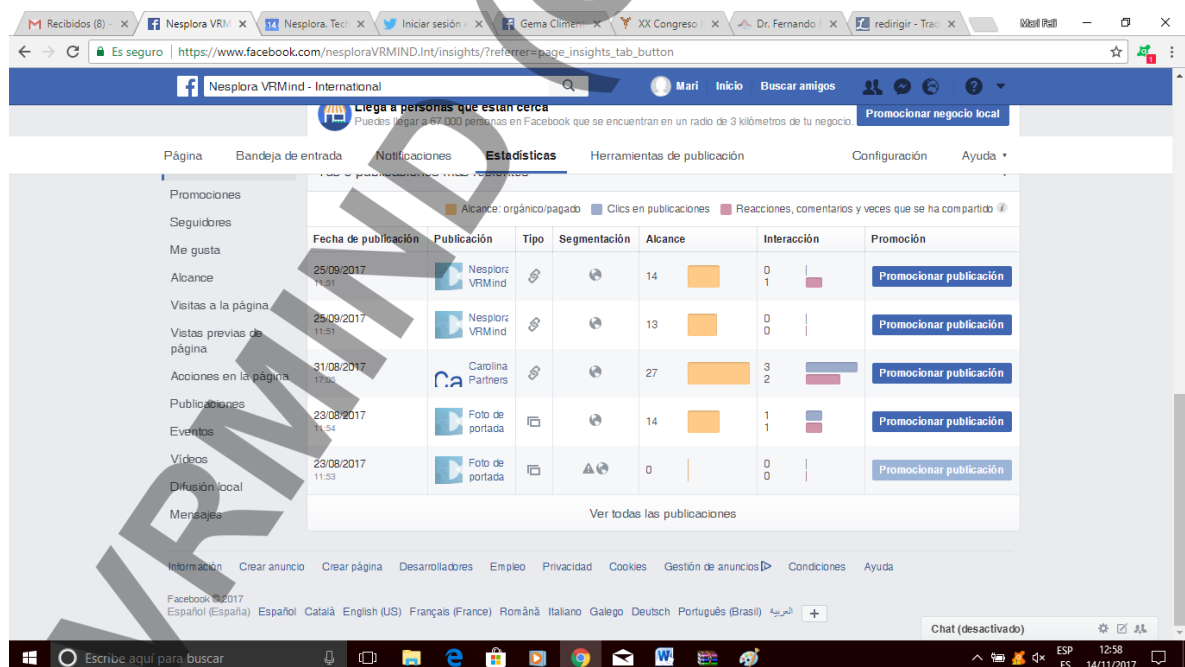 Recibidos (8) -
Nesplora VRM
Nesplora. Tech
Iniciar sesión
Gema Climent
XX Congreso
Dr. Fernando
redirigir - Trad
Es seguro | https://www.facebook.com/nesploraVRMIND.Int/insights/?referrer=page_insights_tab_button
1
Nesplora VRMind - International
Mari Inicio Buscar amigos
Llega a personas que están cerca
Puedes llegar a 67 000 personas en Facebook que se encuentran en un radio de 3 kilómetros de tu negocio.
Promocionar negocio local
Página Bandeja de entrada Notificaciones Estadísticas Herramientas de publicación Configuración Ayuda
Promociones
Seguidores
Me gusta
Alcance
Visitas a la página
Vistas previas de
página
Acciones en la página
Publicaciones
Eventos
Vídeos
Difusión local
Mensajes
Alcance: orgánico/pagado Clics en publicaciones Reacciones, comentarios y veces que se ha compartido
Fecha de publicación Publicación Tipo Segmentación Alcance Interacción Promoción
25/09/2017
11:51
Nesplora
VRMind
14
0
1
Promocionar publicación
25/09/2017
11:51
Nesplora
VRMind
13
0
0
Promocionar publicación
31/08/2017
17:05
Ca
Carolina
Partners
27
3
2
Promocionar publicación
23/08/2017
11:54
Foto de
portada
14
1
1
Promocionar publicación
23/08/2017
11:53
Foto de
portada
0
0
0
Promocionar publicación
Ver todas las publicaciones
Información Crear anuncio Crear página Desarrolladores Empleo Privacidad Cookies Gestión de anuncios Condiciones Ayuda
Facebook © 2017
Español (España) Español Català English (US) Français (France) Română Italiano Galego Deutsch Português (Brasil) العربية +
Chat (desactivado)
Escribe aquí para buscar
ESP
ES
12:58
14/11/2017
VRMIND